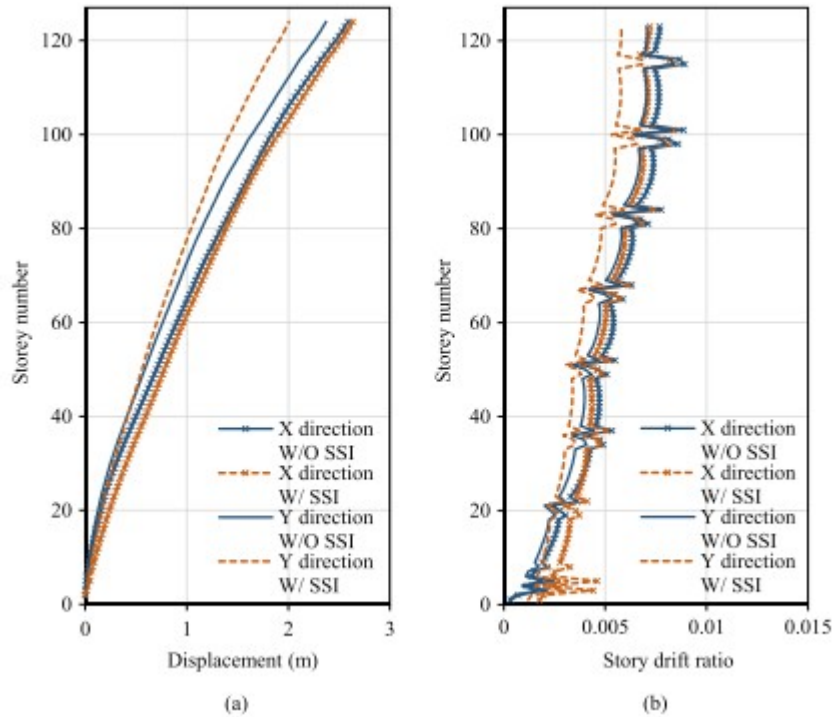 120
100
80
60
40
20
0
Storey number
X direction
W/O SSI
X direction
W/ SSI
Y direction
W/O SSI
Y direction
W/ SSI
0 1 2 3
Displacement (m)
(a)
120
100
80
60
40
20
0
Storey number
X direction
W/O SSI
X direction
W/ SSI
Y direction
W/O SSI
Y direction
W/ SSI
0 0.005 0.01 0.015
Story drift ratio
(b)